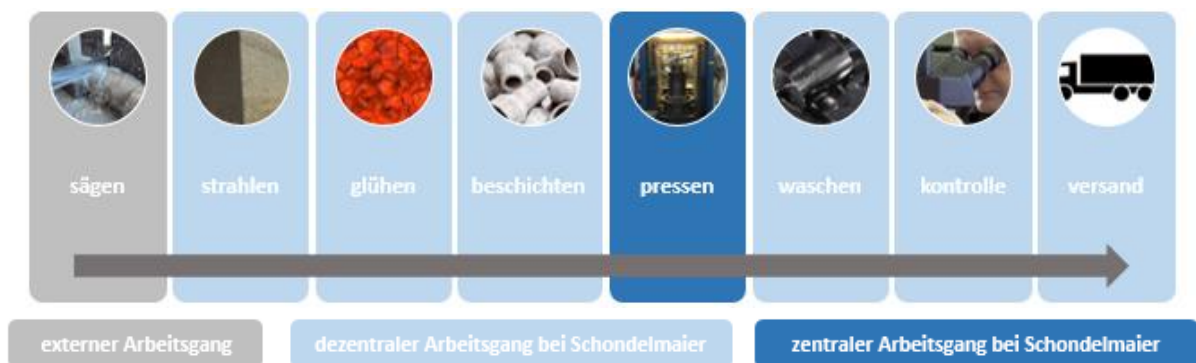 sägen
strahlen
glühen
beschichten
pressen
waschen
kontrolle
versand
externer Arbeitsgang
dezentraler Arbeitsgang bei Schondelmaier
zentraler Arbeitsgang bei Schondelmaier